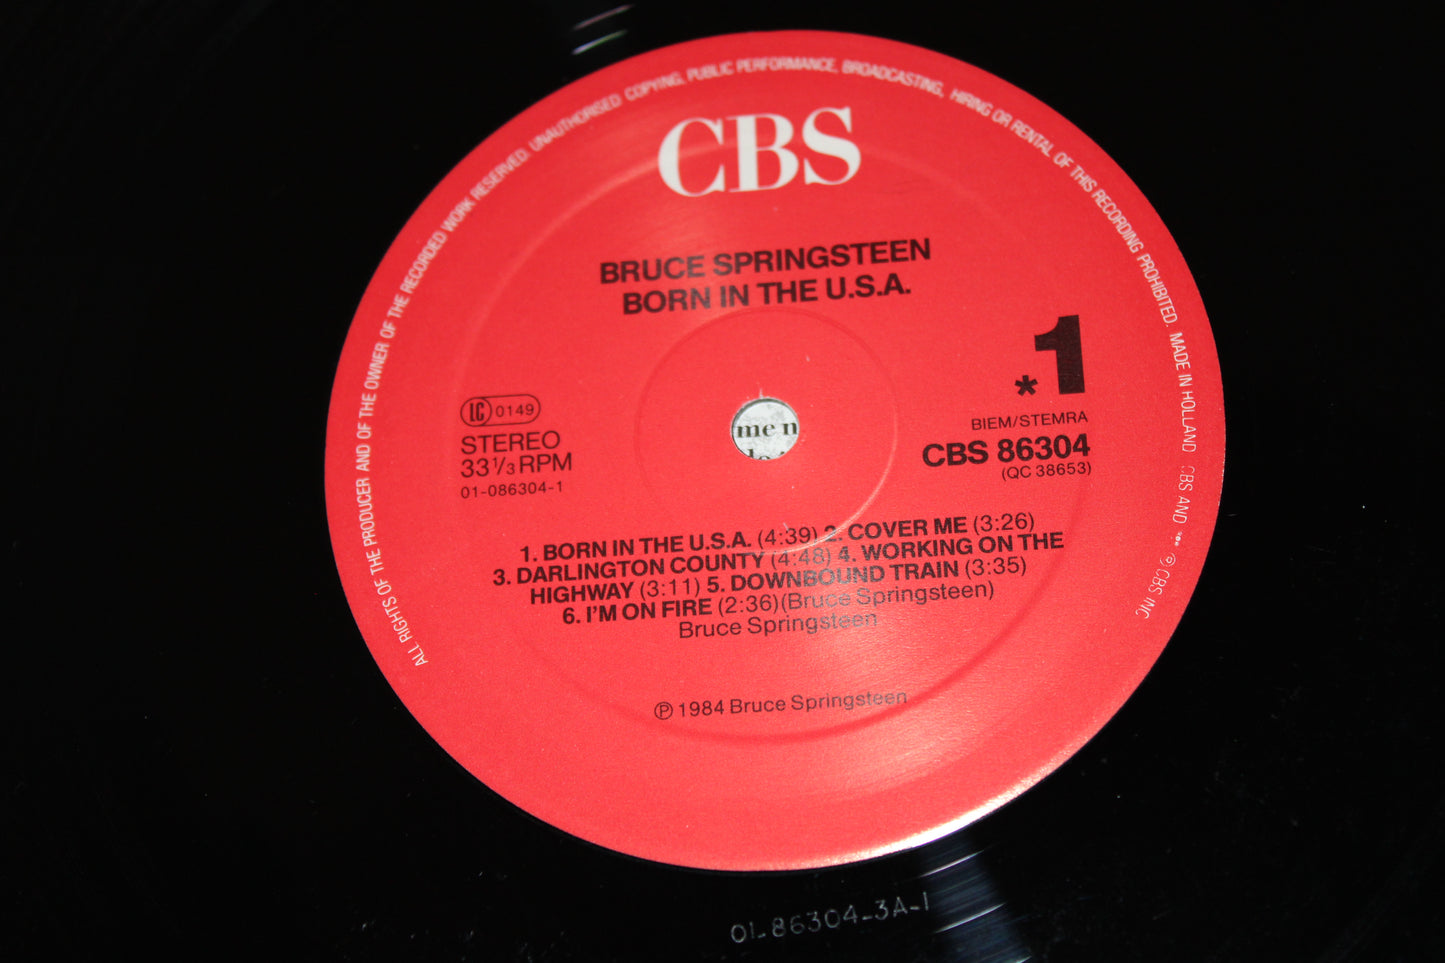 ALL RIGHTS OF THE PRODUCER AND OF THE OWNER OF THE RECORDED WORK RESERVED. UNAUTHORISED COPYING, PUBLIC PERFORMANCE, BROADCASTING, HIRING OR RENTAL OF THIS RECORDING PROHIBITED. MADE IN HOLLAND CBS AND ℗ CBS INC
CBS
BRUCE SPRINGSTEEN
BORN IN THE U.S.A.
*1
BIEM/STEMRA
CBS 86304
(QC 38653)
LC 0149
STEREO
33 1/3 RPM
01-086304-1
me n
1. BORN IN THE U.S.A. (4:39) 2. COVER ME (3:26)
3. DARLINGTON COUNTY (4:48) 4. WORKING ON THE
HIGHWAY (3:11) 5. DOWNBOUND TRAIN (3:35)
6. I'M ON FIRE (2:36)(Bruce Springsteen)
Bruce Springsteen
℗ 1984 Bruce Springsteen
01-86304-3A-1